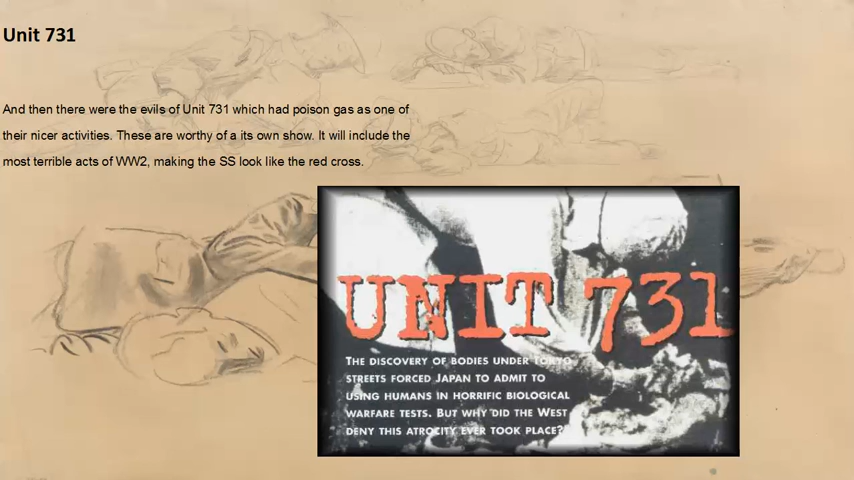 Unit 731
And then there were the evils of Unit 731 which had poison gas as one of
their nicer activities. These are worthy of a its own show. It will include the
most terrible acts of WW2, making the SS look like the red cross.
UNIT 731
THE DISCOVERY OF BODIES UNDER TOKYO
STREETS FORCED JAPAN TO ADMIT TO
USING HUMANS IN HORRIFIC BIOLOGICAL
WARFARE TESTS. BUT WHY DID THE WEST
DENY THIS ATROCITY EVER TOOK PLACE?